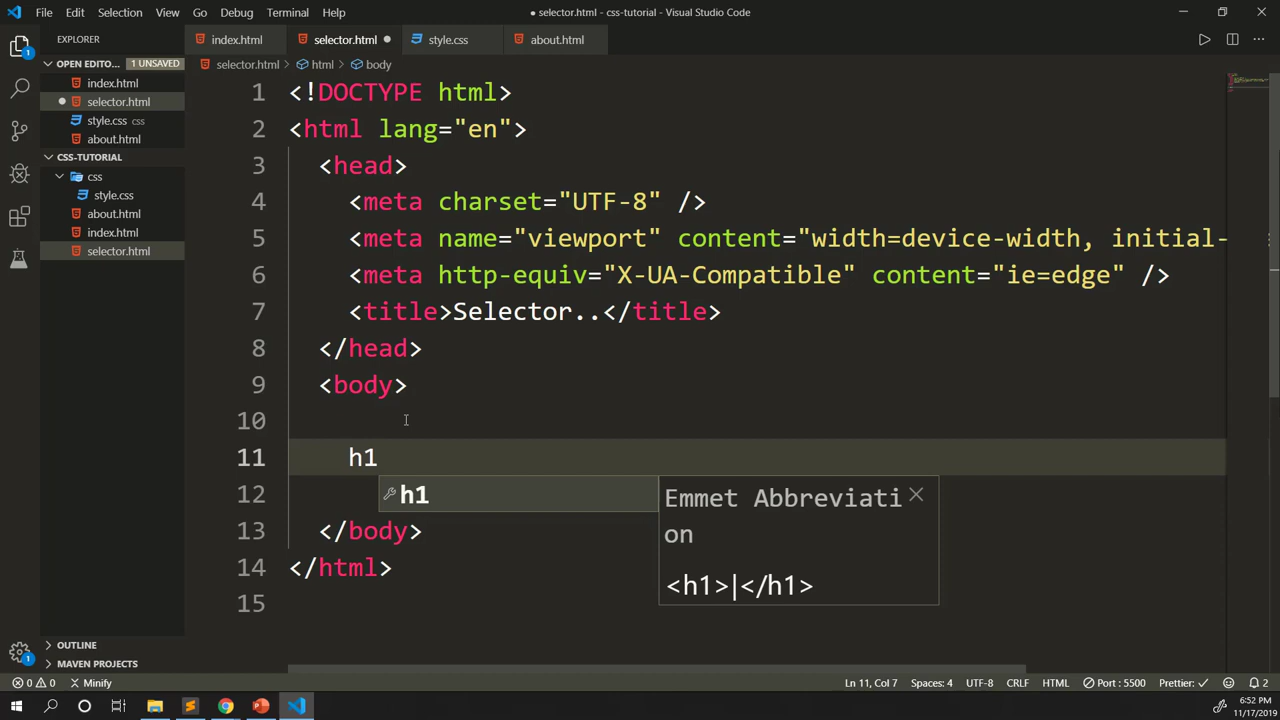 File Edit Selection View Go Debug Terminal Help
● selector.html - css-tutorial - Visual Studio Code
EXPLORER
index.html
selector.html
style.css
about.html
OPEN EDITO... 1 UNSAVED
selector.html > html > body
index.html
selector.html
style.css css
about.html
CSS-TUTORIAL
css
style.css
about.html
index.html
selector.html
1 <!DOCTYPE html>
2 <html lang="en">
3 <head>
4 <meta charset="UTF-8" />
5 <meta name="viewport" content="width=device-width, initial-
6 <meta http-equiv="X-UA-Compatible" content="ie=edge" />
7 <title>Selector..</title>
8 </head>
9 <body>
10
11 h1
12
h1
Emmet Abbreviati
on
<h1>|</h1>
13 </body>
14 </html>
15
OUTLINE
MAVEN PROJECTS
1
1
0 0 Minify
Ln 11, Col 7 Spaces: 4 UTF-8 CRLF HTML Port : 5500 Prettier: ✓ 2
6:52 PM
11/17/2019